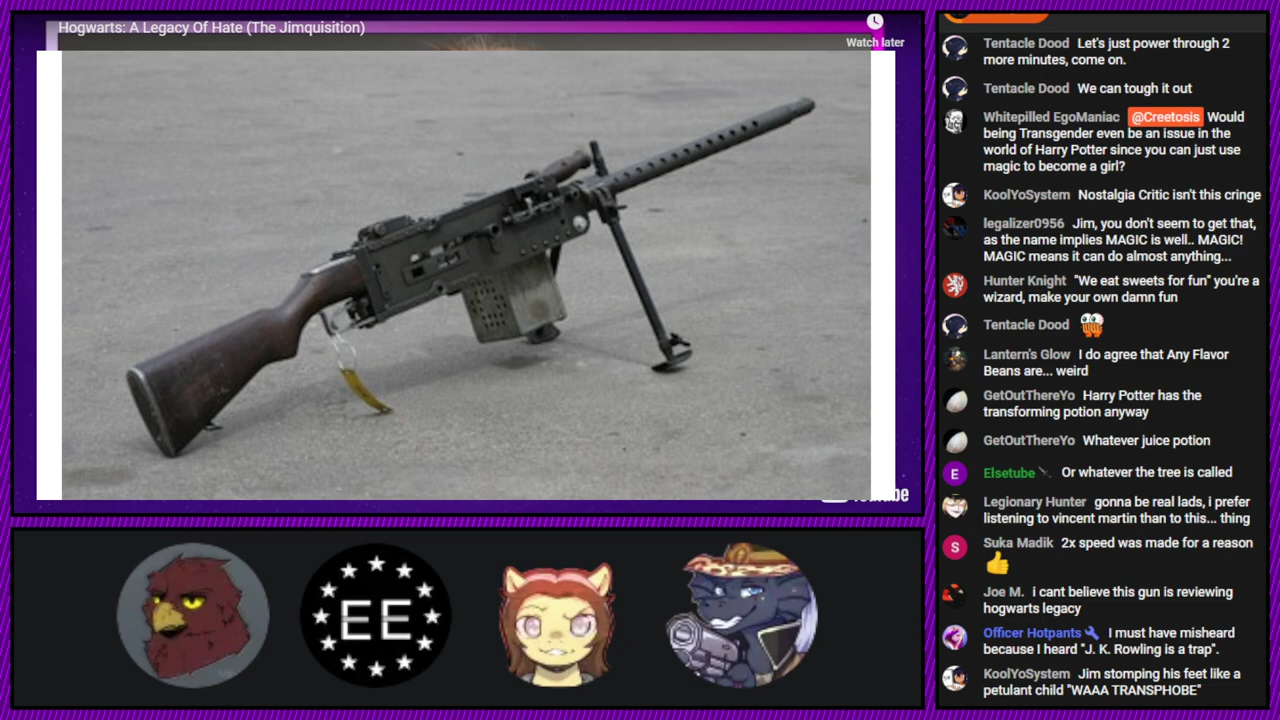 Hogwarts: A Legacy Of Hate (The Jimquisition)
Watch later
EE
Tentacle Dood Let's just power through 2
more minutes, come on.
Tentacle Dood We can tough it out
Whitepilled EgoManiac @Creetosis Would
being Transgender even be an issue in the
world of Harry Potter since you can just use
magic to become a girl?
KoolYoSystem Nostalgia Critic isn't this cringe
legalizer0956 Jim, you don't seem to get that,
as the name implies MAGIC is well.. MAGIC!
MAGIC means it can do almost anything...
Hunter Knight "We eat sweets for fun" you're a
wizard, make your own damn fun
Tentacle Dood
Lantern's Glow I do agree that Any Flavor
Beans are... weird
GetOutThereYo Harry Potter has the
transforming potion anyway
GetOutThereYo Whatever juice potion
E
Elsetube Or whatever the tree is called
Legionary Hunter gonna be real lads, i prefer
listening to vincent martin than to this... thing
S
Suka Madik 2x speed was made for a reason
Joe M. i cant believe this gun is reviewing
hogwarts legacy
Officer Hotpants I must have misheard
because I heard "J. K. Rowling is a trap".
KoolYoSystem Jim stomping his feet like a
petulant child "WAAA TRANSPHOBE"